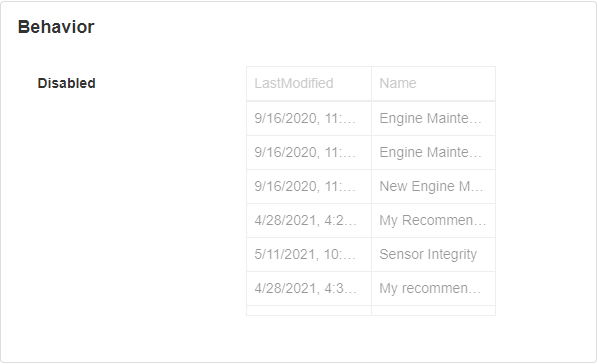 Behavior
Disabled
LastModified Name
9/16/2020, 11:... Engine Mainte...
9/16/2020, 11:... Engine Mainte...
9/16/2020, 11:... New Engine M...
4/28/2021, 4:2... My Recommen...
5/11/2021, 10:... Sensor Integrity
4/28/2021, 4:3... My recommen...